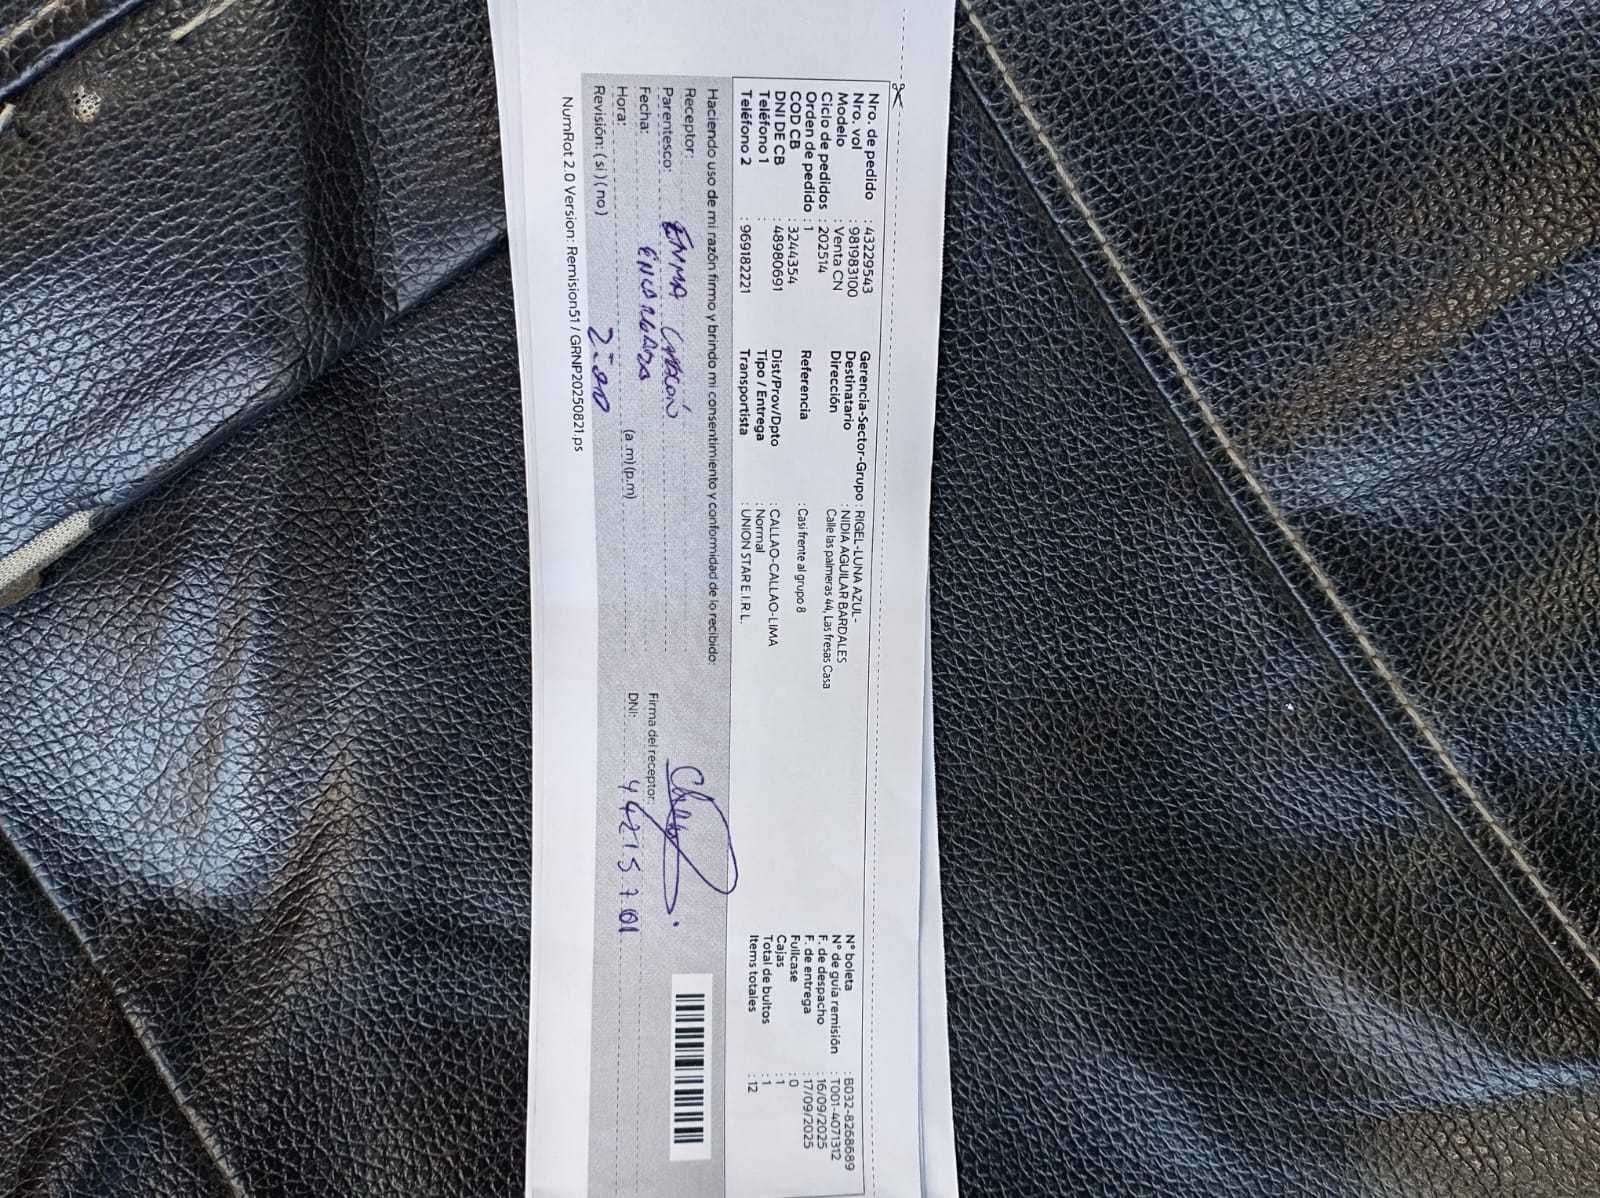 Nro. de pedido : 43229543
Nro. vol : 981983100
Modelo : Venta CN
Ciclo de pedidos : 202514
Orden de pedido : 1
COD CB : 3244354
DNI DE CB : 48980691
Teléfono 1 :
Teléfono 2 : 969182221
Gerencia-Sector-Grupo : RIGEL-LUNA AZUL-
Destinatario : NIDIA AGUILAR BARDALES
Dirección Calle las palmeras 44, Las fresas Casa
Referencia : Casi frente al grupo 8
Dist/Prov/Dpto : CALLAO-CALLAO-LIMA
Tipo / Entrega : Normal
Transportista : UNION STAR E.I.R.L.
N° boleta : B032-8268689
N° de guía remisión : T001-4071312
F. de despacho : 16/09/2025
F. de entrega : 17/09/2025
Fullcase : 0
Cajas : 1
Total de bultos : 1
Items totales : 12
Haciendo uso de mi razón firmo y brindo mi consentimiento y conformidad de lo recibido:
Receptor: EMMA
Parentesco: ENCARGADA
Fecha:
Hora: (a.m)(p.m)
Revisión: ( si ) ( no )
Firma del receptor:
DNI:
NumRot 2.0 Version: Remision51 / GRNP20250821.ps